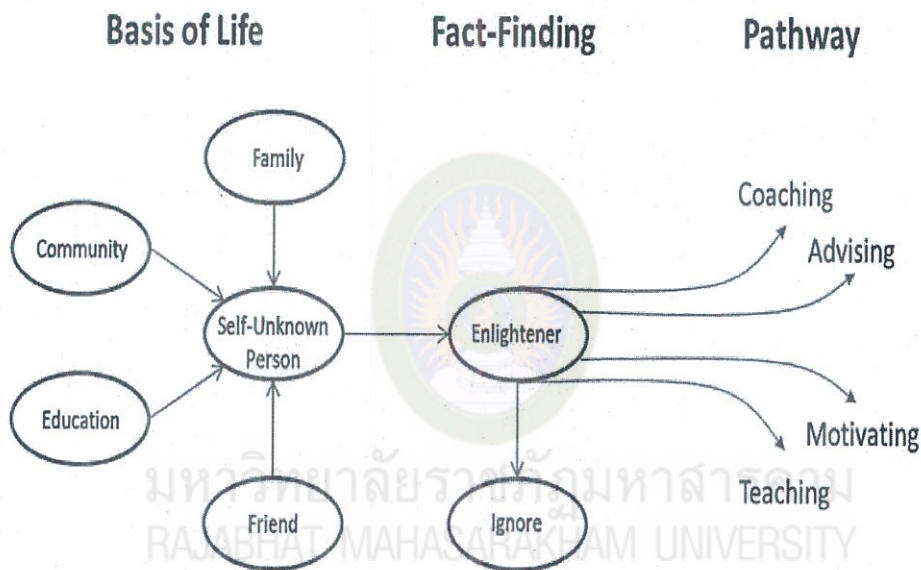 Basis of Life
Fact-Finding
Pathway
Family
Coaching
Community
Advising
Self-Unknown
Person
Enlightener
Education
Motivating
Teaching
Friend
Ignore
มหาวิทยาลัยราชภัฏมหาสารคาม
RAJABHAT MAHASARAKHAM UNIVERSITY